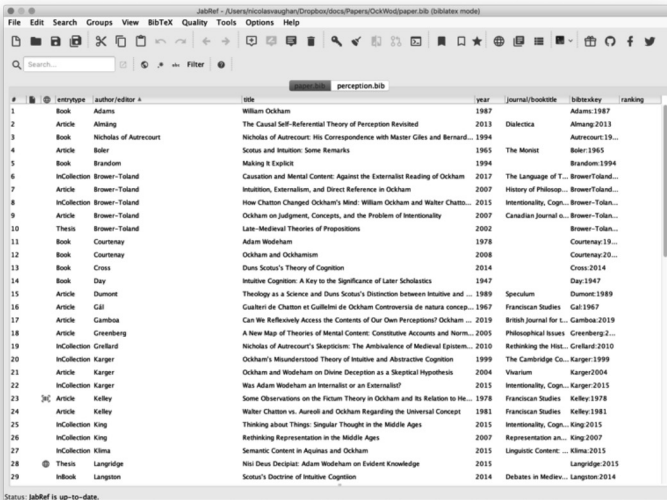 JabRef - /Users/nicolasvaughan/Dropbox/docs/Papers/OckWod/paper.bib (biblatex mode)
File Edit Search Groups View BibTeX Quality Tools Options Help
Search... Filter
paper.bib perception.bib
# entrytype author/editor title year journal/booktitle bibtexkey ranking
1 Book Adams William Ockham 1987 Adams:1987
2 Article Almäng The Causal Self-Referential Theory of Perception Revisited 2013 Dialectica Almang:2013
3 Book Nicholas of Autrecourt Nicholas of Autrecourt: His Correspondence with Master Giles and Bernard... 1994 Autrecourt:19...
4 Article Boler Scotus and Intuition: Some Remarks 1965 The Monist Boler:1965
5 Book Brandom Making It Explicit 1994 Brandom:1994
6 InCollection Brower-Toland Causation and Mental Content: Against the Externalist Reading of Ockham 2017 The Language of T... BrowerToland...
7 Article Brower-Toland Intuitition, Externalism, and Direct Reference in Ockham 2007 History of Philosop... BrowerToland...
8 InCollection Brower-Toland How Chatton Changed Ockham's Mind: William Ockham and Walter Chatto... 2015 Intentionality, Cogn... Brower-Tolan...
9 Article Brower-Toland Ockham on Judgment, Concepts, and the Problem of Intentionality 2007 Canadian Journal o... Brower-Tolan...
10 Thesis Brower-Toland Late-Medieval Theories of Propositions 2002 Brower-Tolan...
11 Book Courtenay Adam Wodeham 1978 Courtenay:19...
12 Book Courtenay Ockham and Ockhamism 2008 Courtenay:20...
13 Book Cross Duns Scotus's Theory of Cognition 2014 Cross:2014
14 Book Day Intuitive Cognition: A Key to the Significance of Later Scholastics 1947 Day:1947
15 Article Dumont Theology as a Science and Duns Scotus's Distinction between Intuitive and ... 1989 Speculum Dumont:1989
16 Article Gál Gualteri de Chatton et Guillelmi de Ockham Controversia de natura concep... 1967 Franciscan Studies Gal:1967
17 Article Gamboa Can We Reflexively Access the Contents of Our Own Perceptions? Ockham ... 2019 British Journal for t... Gamboa:2019
18 Article Greenberg A New Map of Theories of Mental Content: Constitutive Accounts and Norm... 2005 Philosophical Issues Greenberg:2...
19 InCollection Grellard Nicholas of Autrecourt's Skepticism: The Ambivalence of Medieval Epistem... 2010 Rethinking the Hist... Grellard:2010
20 InCollection Karger Ockham's Misunderstood Theory of Intuitive and Abstractive Cognition 1999 The Cambridge Co... Karger:1999
21 Article Karger Ockham and Wodeham on Divine Deception as a Skeptical Hypothesis 2004 Vivarium Karger2004
22 InCollection Karger Was Adam Wodeham an Internalist or an Externalist? 2015 Intentionality, Cogn... Karger:2015
23 Article Kelley Some Observations on the Fictum Theory in Ockham and Its Relation to He... 1978 Franciscan Studies Kelley:1978
24 Article Kelley Walter Chatton vs. Aureoli and Ockham Regarding the Universal Concept 1981 Franciscan Studies Kelley:1981
25 InCollection King Thinking about Things: Singular Thought in the Middle Ages 2015 Intentionality, Cogn... King:2015
26 InCollection King Rethinking Representation in the Middle Ages 2007 Representation an... King:2007
27 InCollection Klima Semantic Content in Aquinas and Ockham 2015 Linguistic Content: ... Klima:2015
28 Thesis Langridge Nisi Deus Decipiat: Adam Wodeham on Evident Knowledge 2015 Langridge:2015
29 InBook Langston Scotus's Doctrine of Intuitive Cogntion 2014 Debates in Mediev... Langston:2014
Status: JabRef is up-to-date.